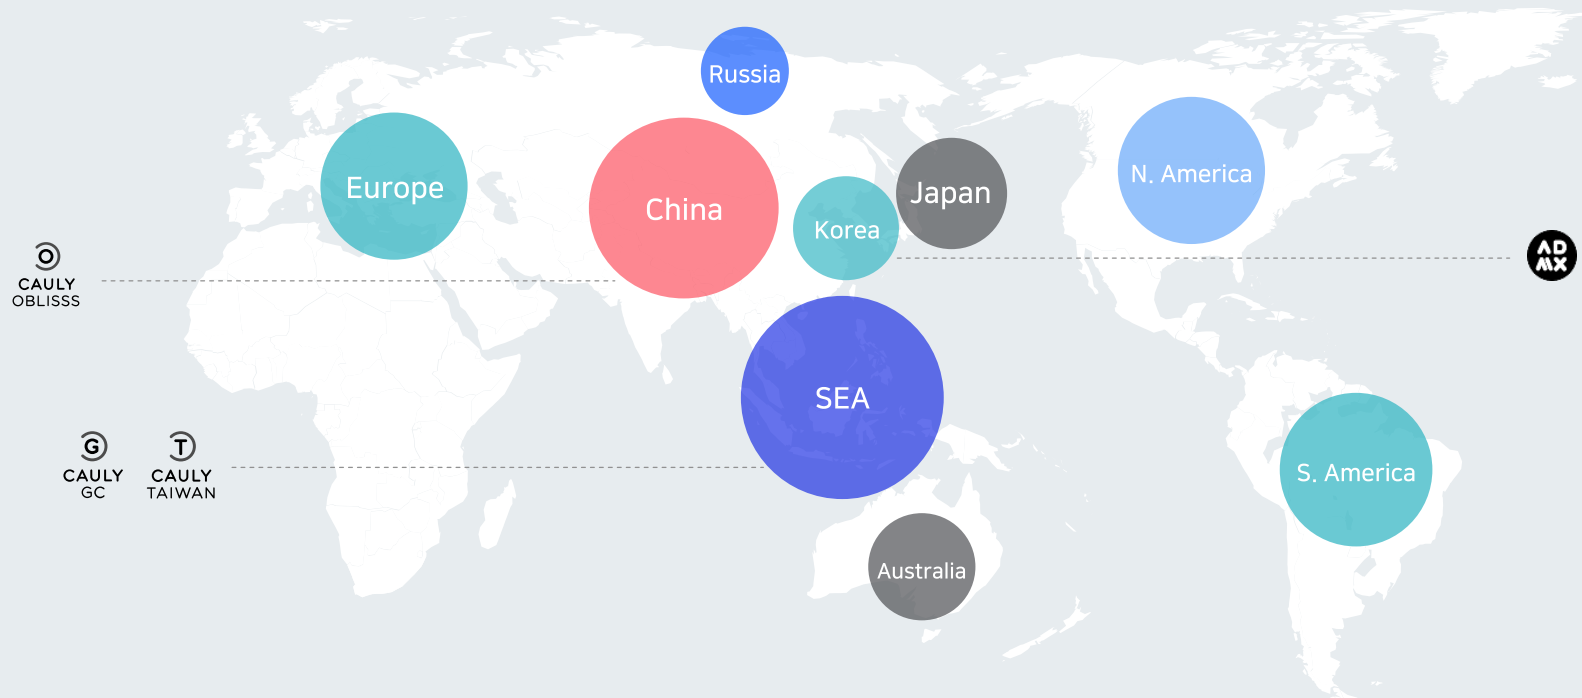 Russia
Europe
China
Korea
Japan
N. America
O
CAULY
OBLISSS
AD
MX
SEA
G
CAULY
GC
T
CAULY
TAIWAN
S. America
Australia